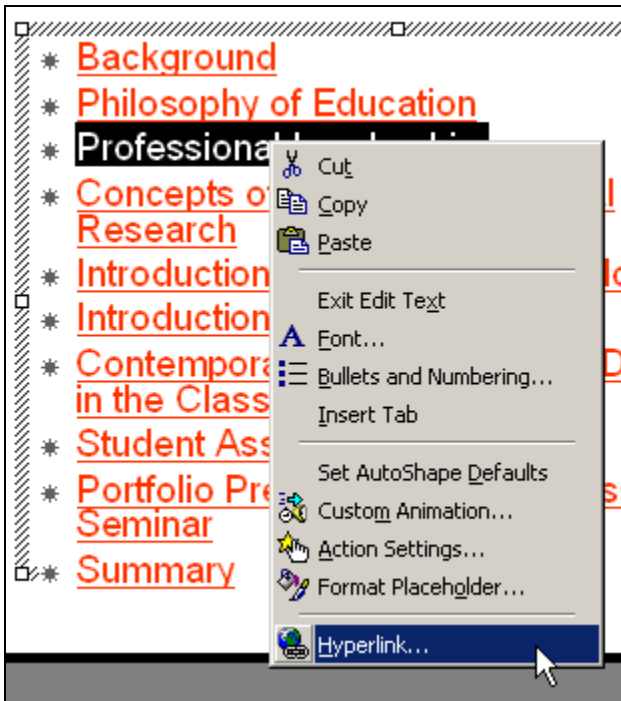 Background
Philosophy of Education
Professional
Concepts of
Research
Introduction
Introduction
Contempora
in the Class
Student Ass
Portfolio Pre
Seminar
Summary
Cut
Copy
Paste
Exit Edit Text
Font...
Bullets and Numbering...
Insert Tab
Set AutoShape Defaults
Custom Animation...
Action Settings...
Format Placeholder...
Hyperlink...